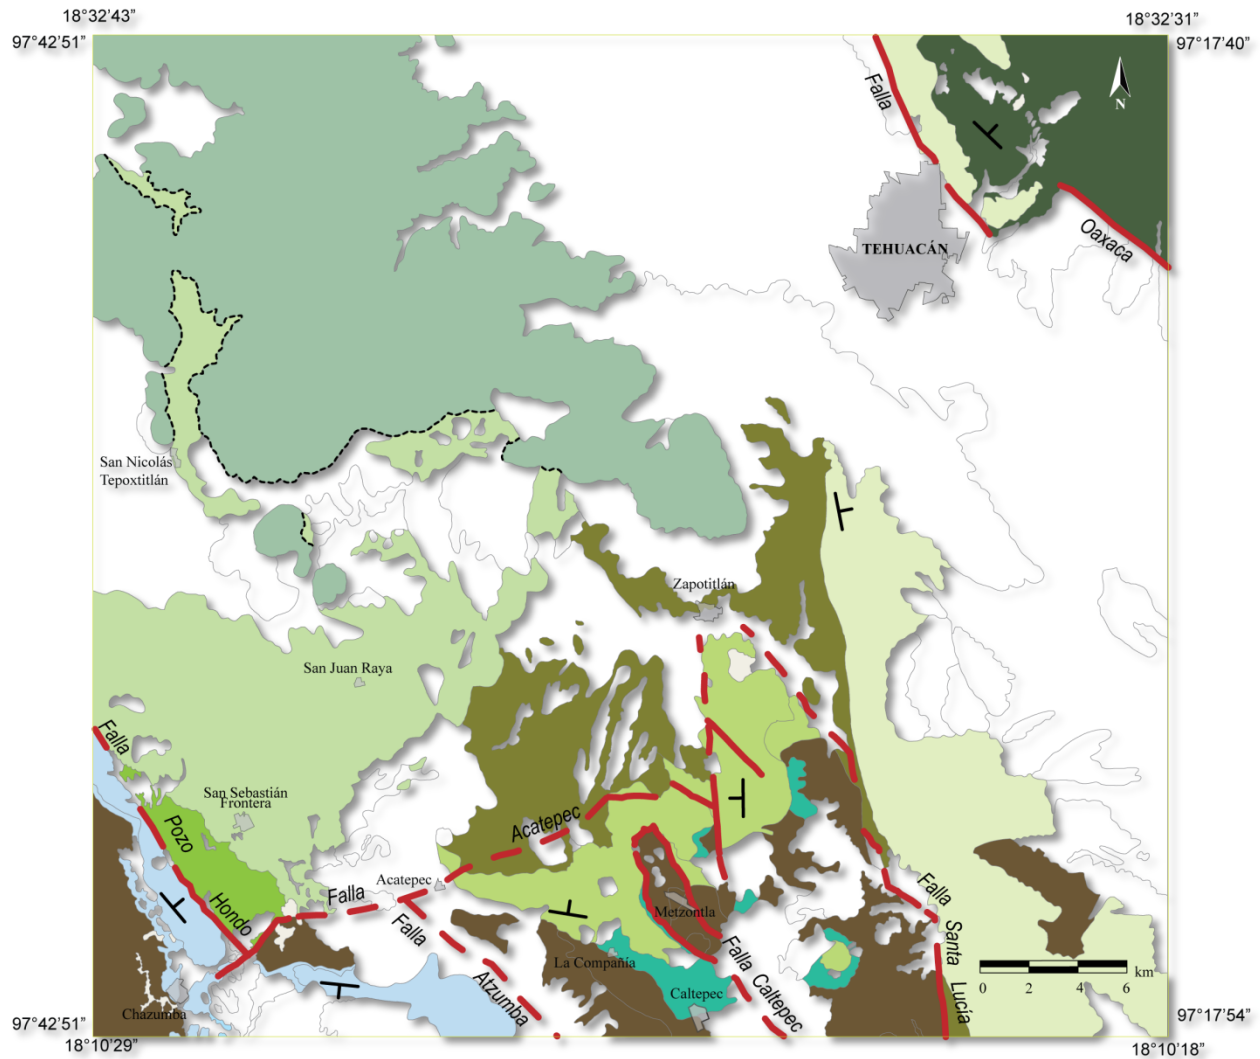 18°32’43”
18°32’31”
97°42’51”
97°17’40”
Falla
N
TEHUACÁN
Oaxaca
San Nicolás
Tepoxtitlán
Zapotitlán
San Juan Raya
Falla
San Sebastián
Frontera
Pozo
Acatepec
Hondo
Acatepec
Falla
Falla
Falla
Metzontla
Santa
La Compañía
Falla
Atzumba
Caltepec
Caltepec
Lucía
km
0 2 4 6
Chazumba
97°42’51”
97°17’54”
18°10’29”
18°10’18”